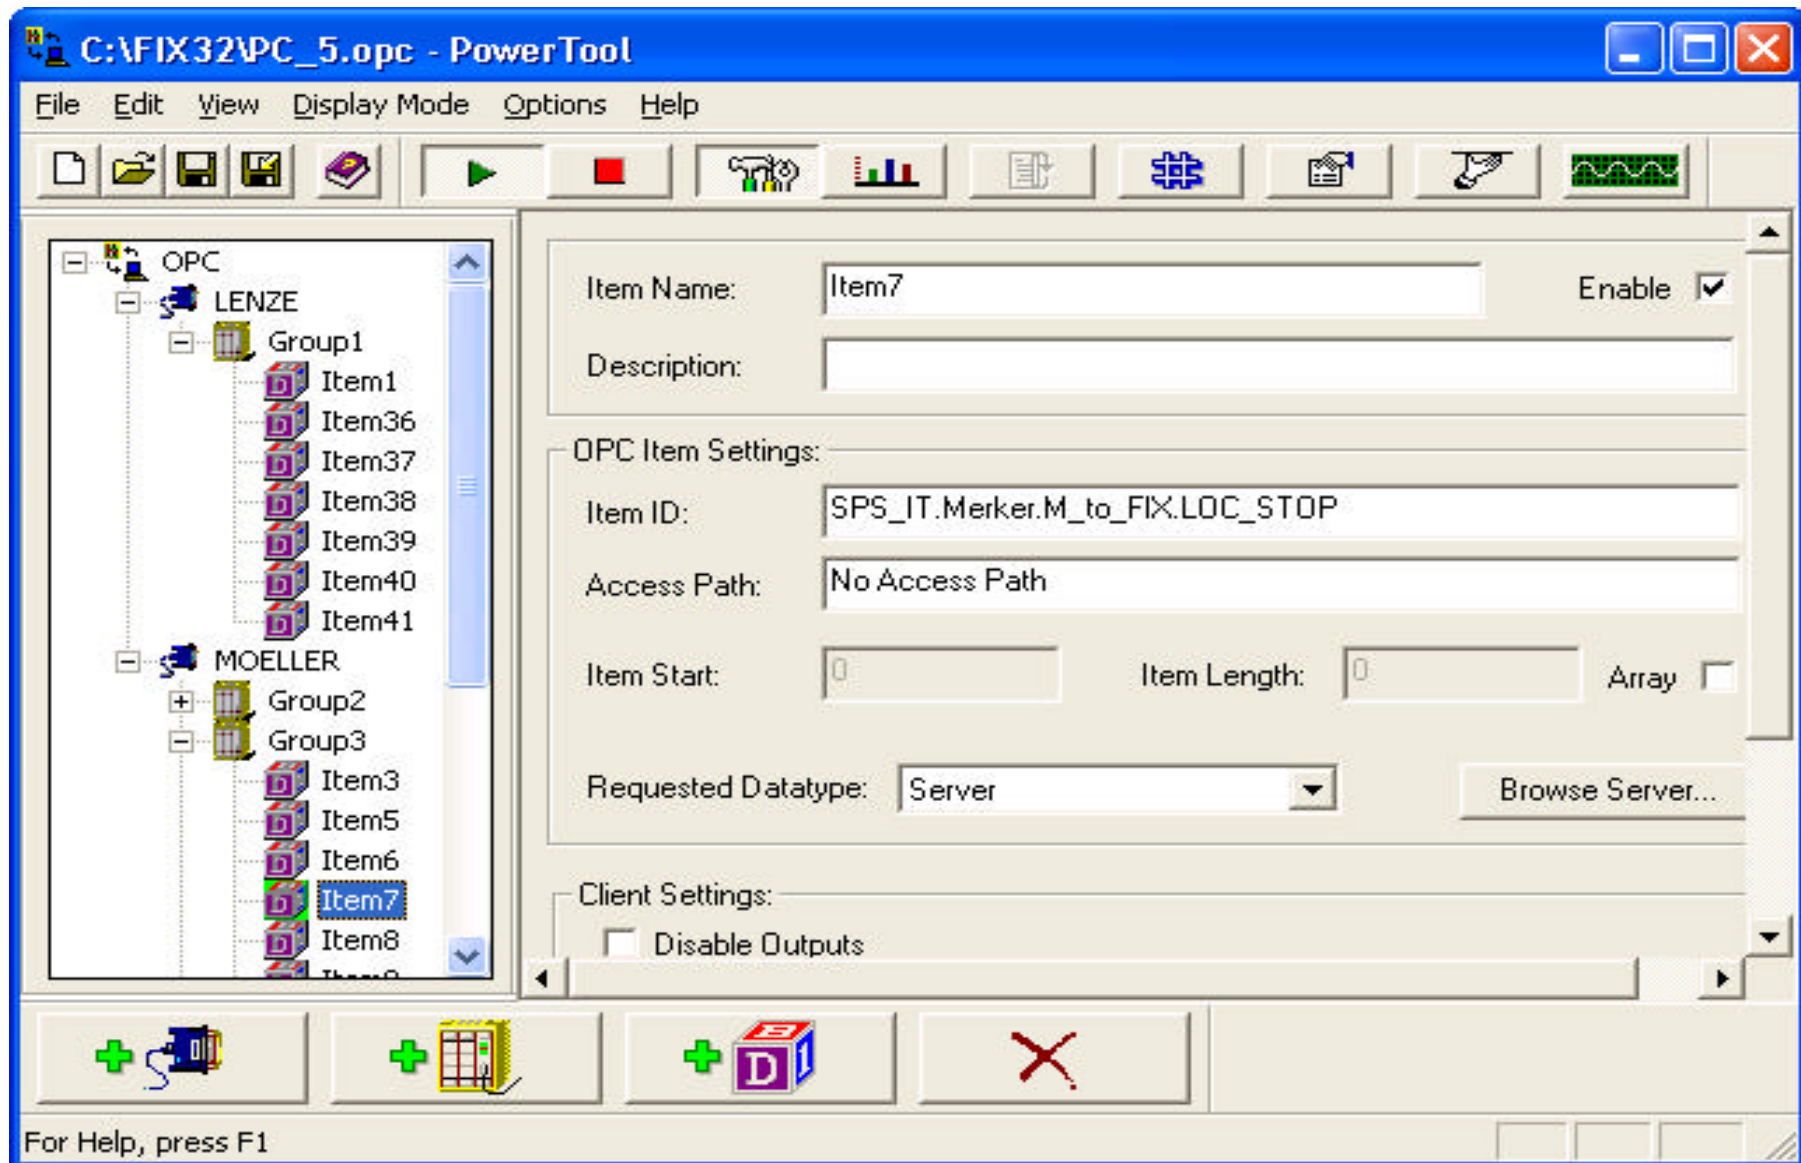 C:\FIX32\PC_5.opc - PowerTool
File Edit View Display Mode Options Help
OPC
LENZE
Group1
Item1
Item36
Item37
Item38
Item39
Item40
Item41
MOELLER
Group2
Group3
Item3
Item5
Item6
Item7
Item8
Item Name: Item7 Enable
Description:
OPC Item Settings:
Item ID: SPS_IT.Merker.M_to_FIX.LOC_STOP
Access Path: No Access Path
Item Start: 0 Item Length: 0 Array
Requested Datatype: Server Browse Server...
Client Settings:
Disable Outputs
D
For Help, press F1